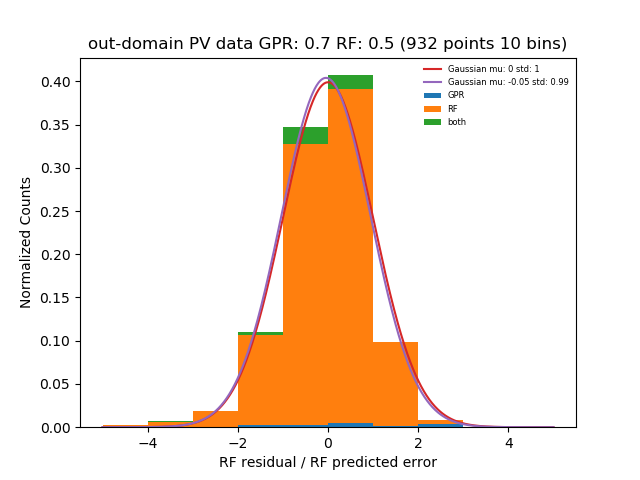 out-domain PV data GPR: 0.7 RF: 0.5 (932 points 10 bins)
Gaussian mu: 0 std: 1
Gaussian mu: -0.05 std: 0.99
GPR
RF
both
Normalized Counts
0.40
0.35
0.30
0.25
0.20
0.15
0.10
0.05
0.00
−4 −2 0 2 4
RF residual / RF predicted error